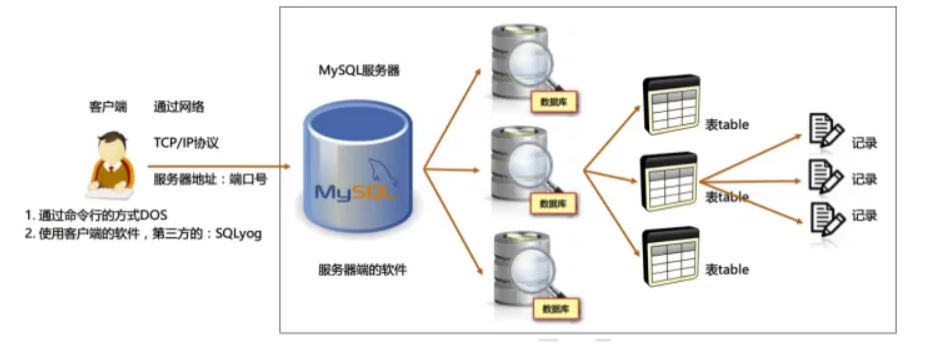 MySQL服务器
客户端 通过网络
TCP/IP协议
服务器地址：端口号
1. 通过命令行的方式DOS
2. 使用客户端的软件，第三方的：SQLyog
MySQL
服务器端的软件
数据库
数据库
数据库
表table
表table
表table
记录
记录
记录